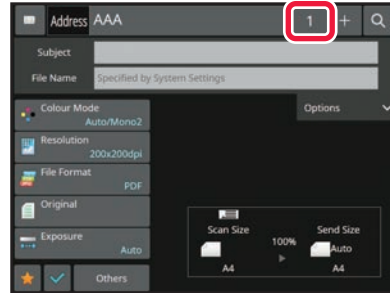 Address AAA 1 +
Subject
File Name Specified by System Settings
Colour Mode
Auto/Mono2
Options
Resolution
200x200dpi
File Format
PDF
Original
Exposure
Auto
Others
Scan Size
100%
Send Size
Auto
A4
A4